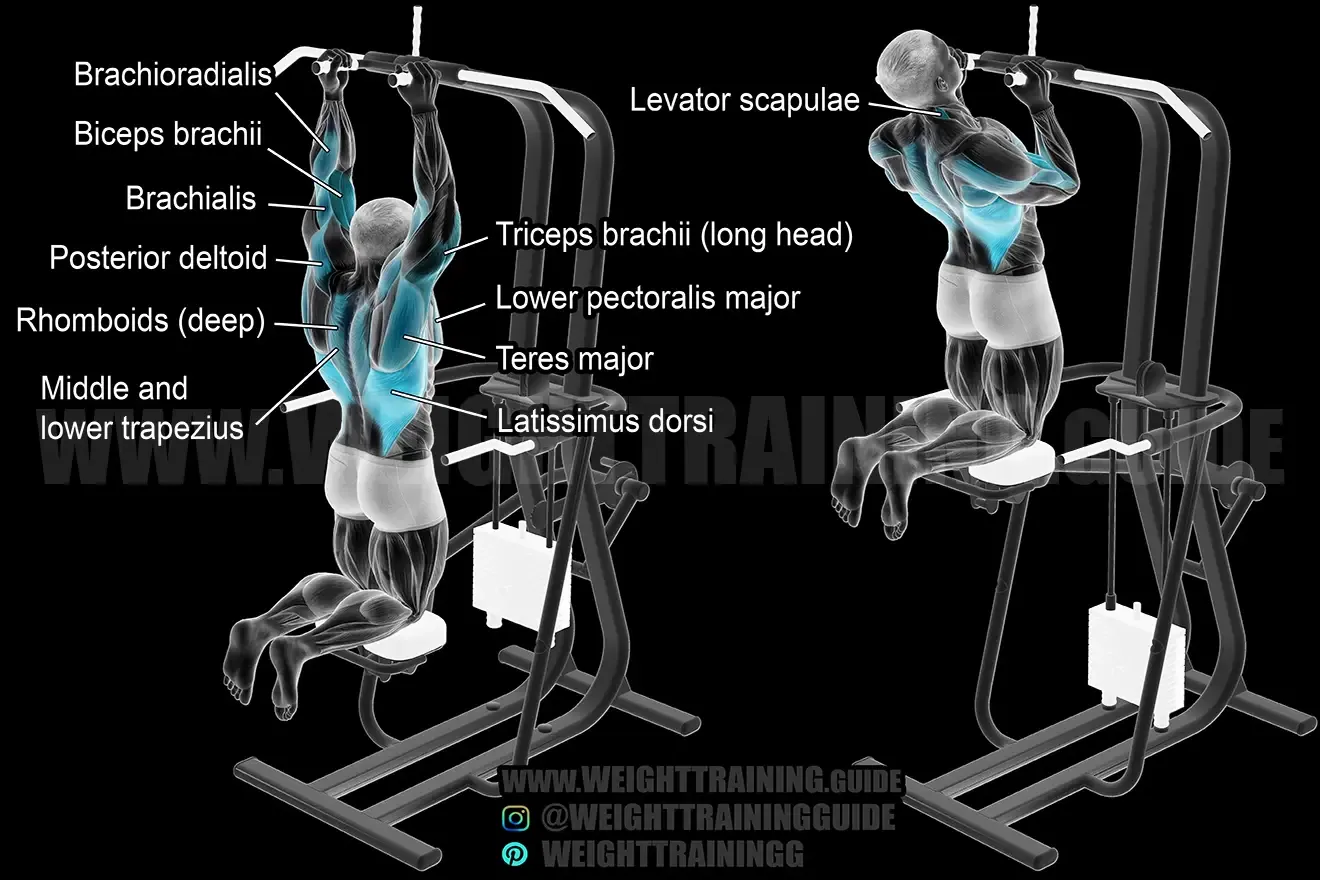 Brachioradialis
Biceps brachii
Brachialis
Posterior deltoid
Rhomboids (deep)
Middle and
lower trapezius
Triceps brachii (long head)
Lower pectoralis major
Teres major
Latissimus dorsi
Levator scapulae
WWW.WEIGHTTRAINING.GUIDE
WWW.WEIGHTTRAINING.GUIDE
@WEIGHTTRAININGGUIDE
WEIGHTTRAININGG